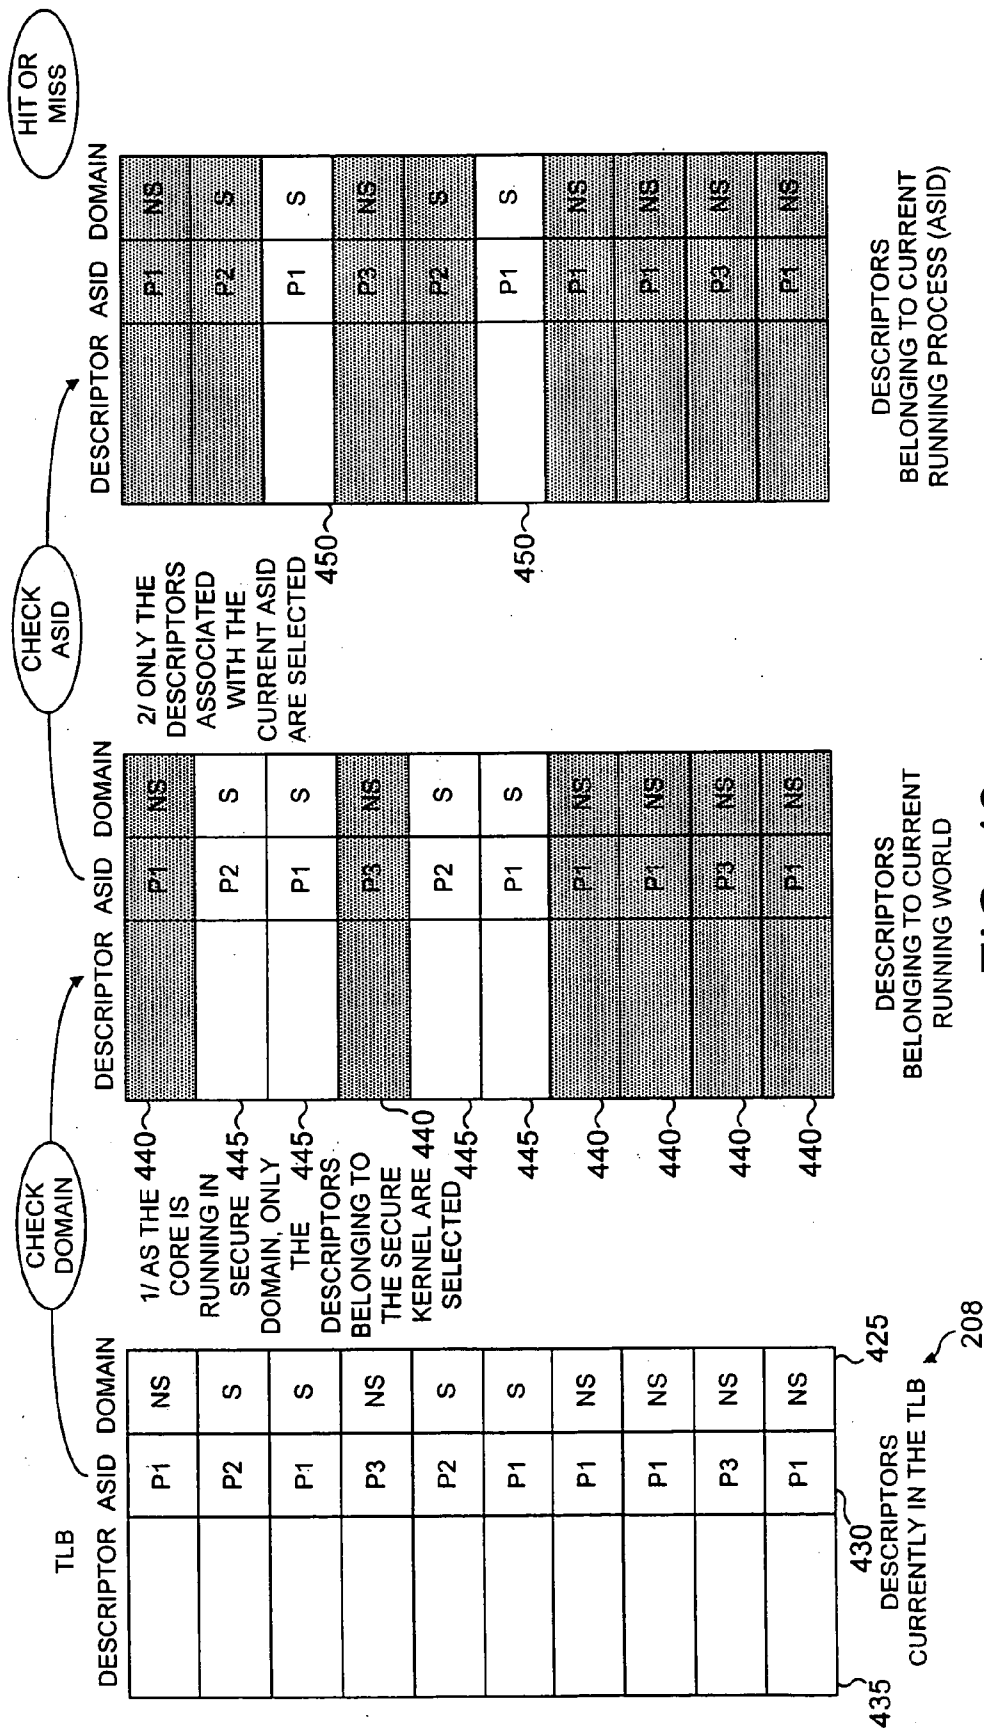 TLB
DESCRIPTOR ASID DOMAIN
P1 NS
P2 S
P1 S
P3 NS
P2 S
P1 S
P1 NS
P1 NS
P3 NS
P1 NS
435
430
425
DESCRIPTORS
CURRENTLY IN THE TLB
208
CHECK
DOMAIN
1/ AS THE
CORE IS
RUNNING IN
SECURE
DOMAIN, ONLY
THE
DESCRIPTORS
BELONGING TO
THE SECURE
KERNEL ARE
SELECTED
440
445
445
440
445
445
440
440
440
440
DESCRIPTOR ASID DOMAIN
P1 NS
P2 S
P1 S
P3 NS
P2 S
P1 S
P1 NS
P1 NS
P3 NS
P1 NS
DESCRIPTORS
BELONGING TO CURRENT
RUNNING WORLD
CHECK
ASID
2/ ONLY THE
DESCRIPTORS
ASSOCIATED
WITH THE
CURRENT ASID
ARE SELECTED
450
450
DESCRIPTOR ASID DOMAIN
P1 NS
P2 S
P1 S
P3 NS
P2 S
P1 S
P1 NS
P1 NS
P3 NS
P1 NS
DESCRIPTORS
BELONGING TO CURRENT
RUNNING PROCESS (ASID)
HIT OR
MISS